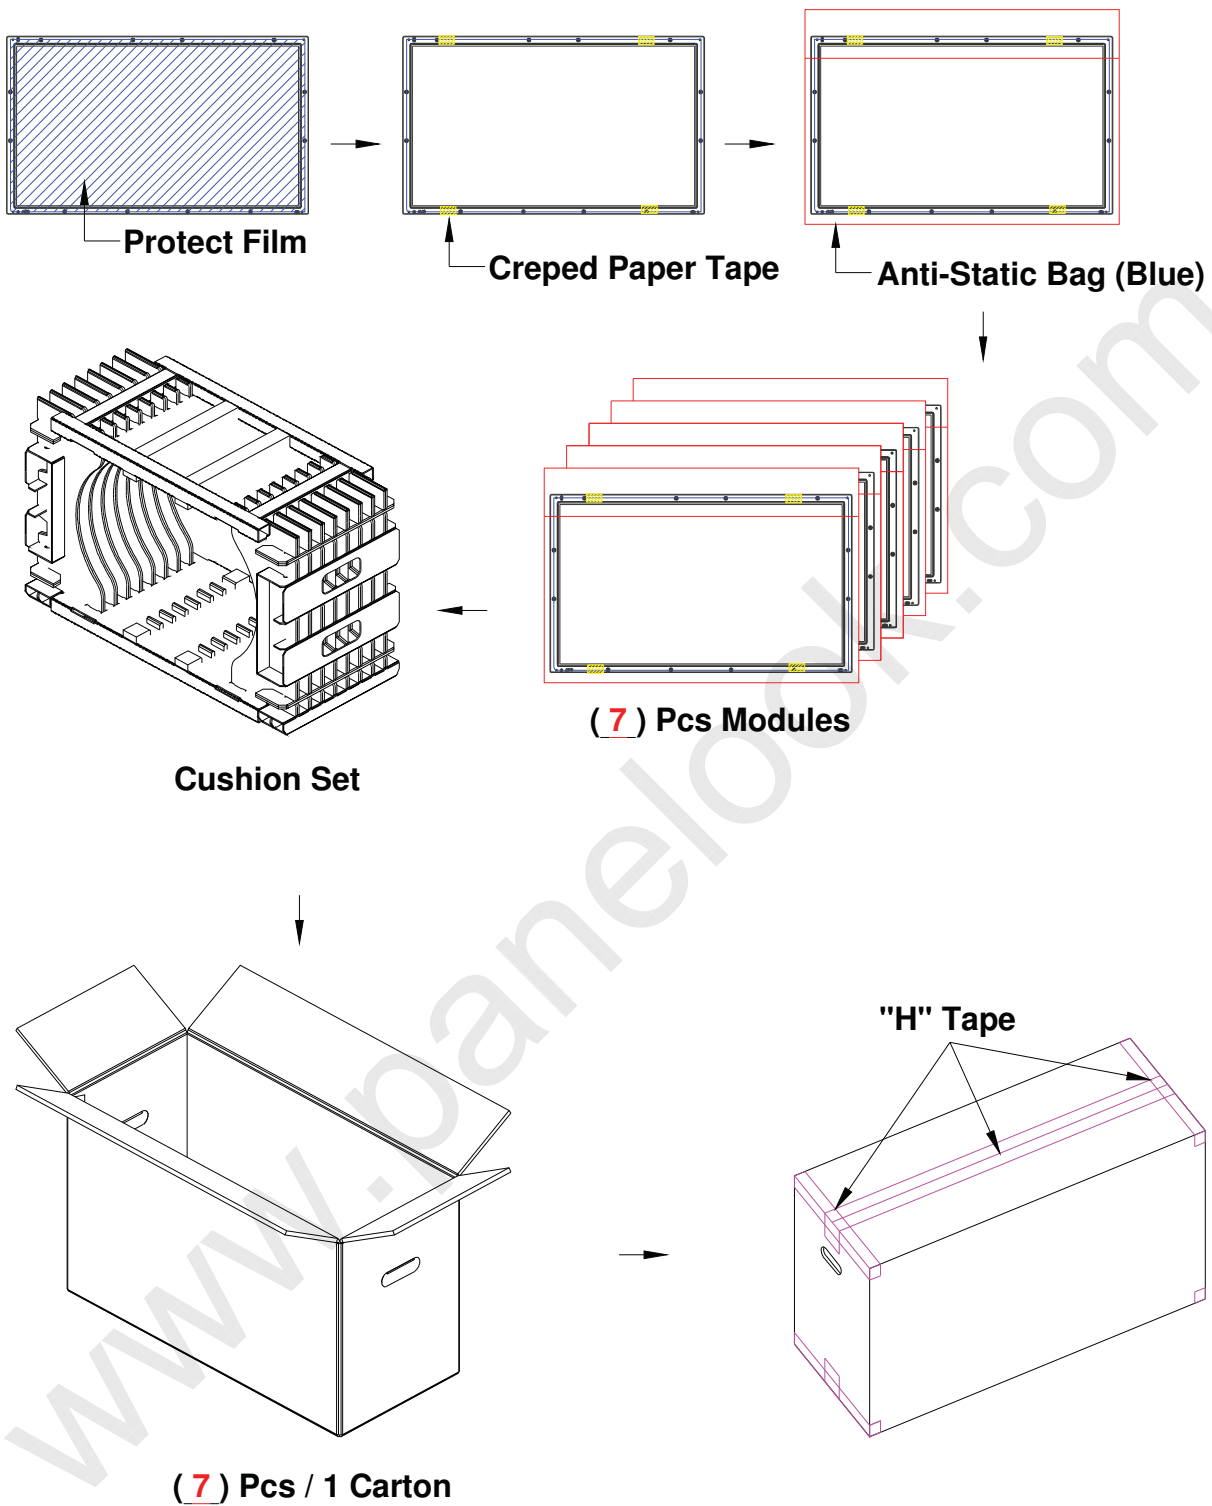 Protect Film
Creped Paper Tape
Anti-Static Bag (Blue)
( 7 ) Pcs Modules
Cushion Set
"H" Tape
( 7 ) Pcs / 1 Carton
www.panelook.com